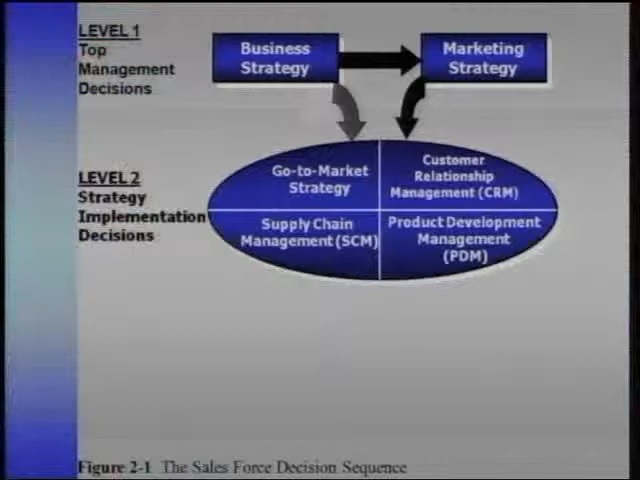 LEVEL 1
Top
Management
Decisions
Business
Strategy
Marketing
Strategy
LEVEL 2
Strategy
Implementation
Decisions
Go-to-Market
Strategy
Customer
Relationship
Management (CRM)
Supply Chain
Management (SCM)
Product Development
Management
(PDM)
Figure 2-1 The Sales Force Decision Sequence